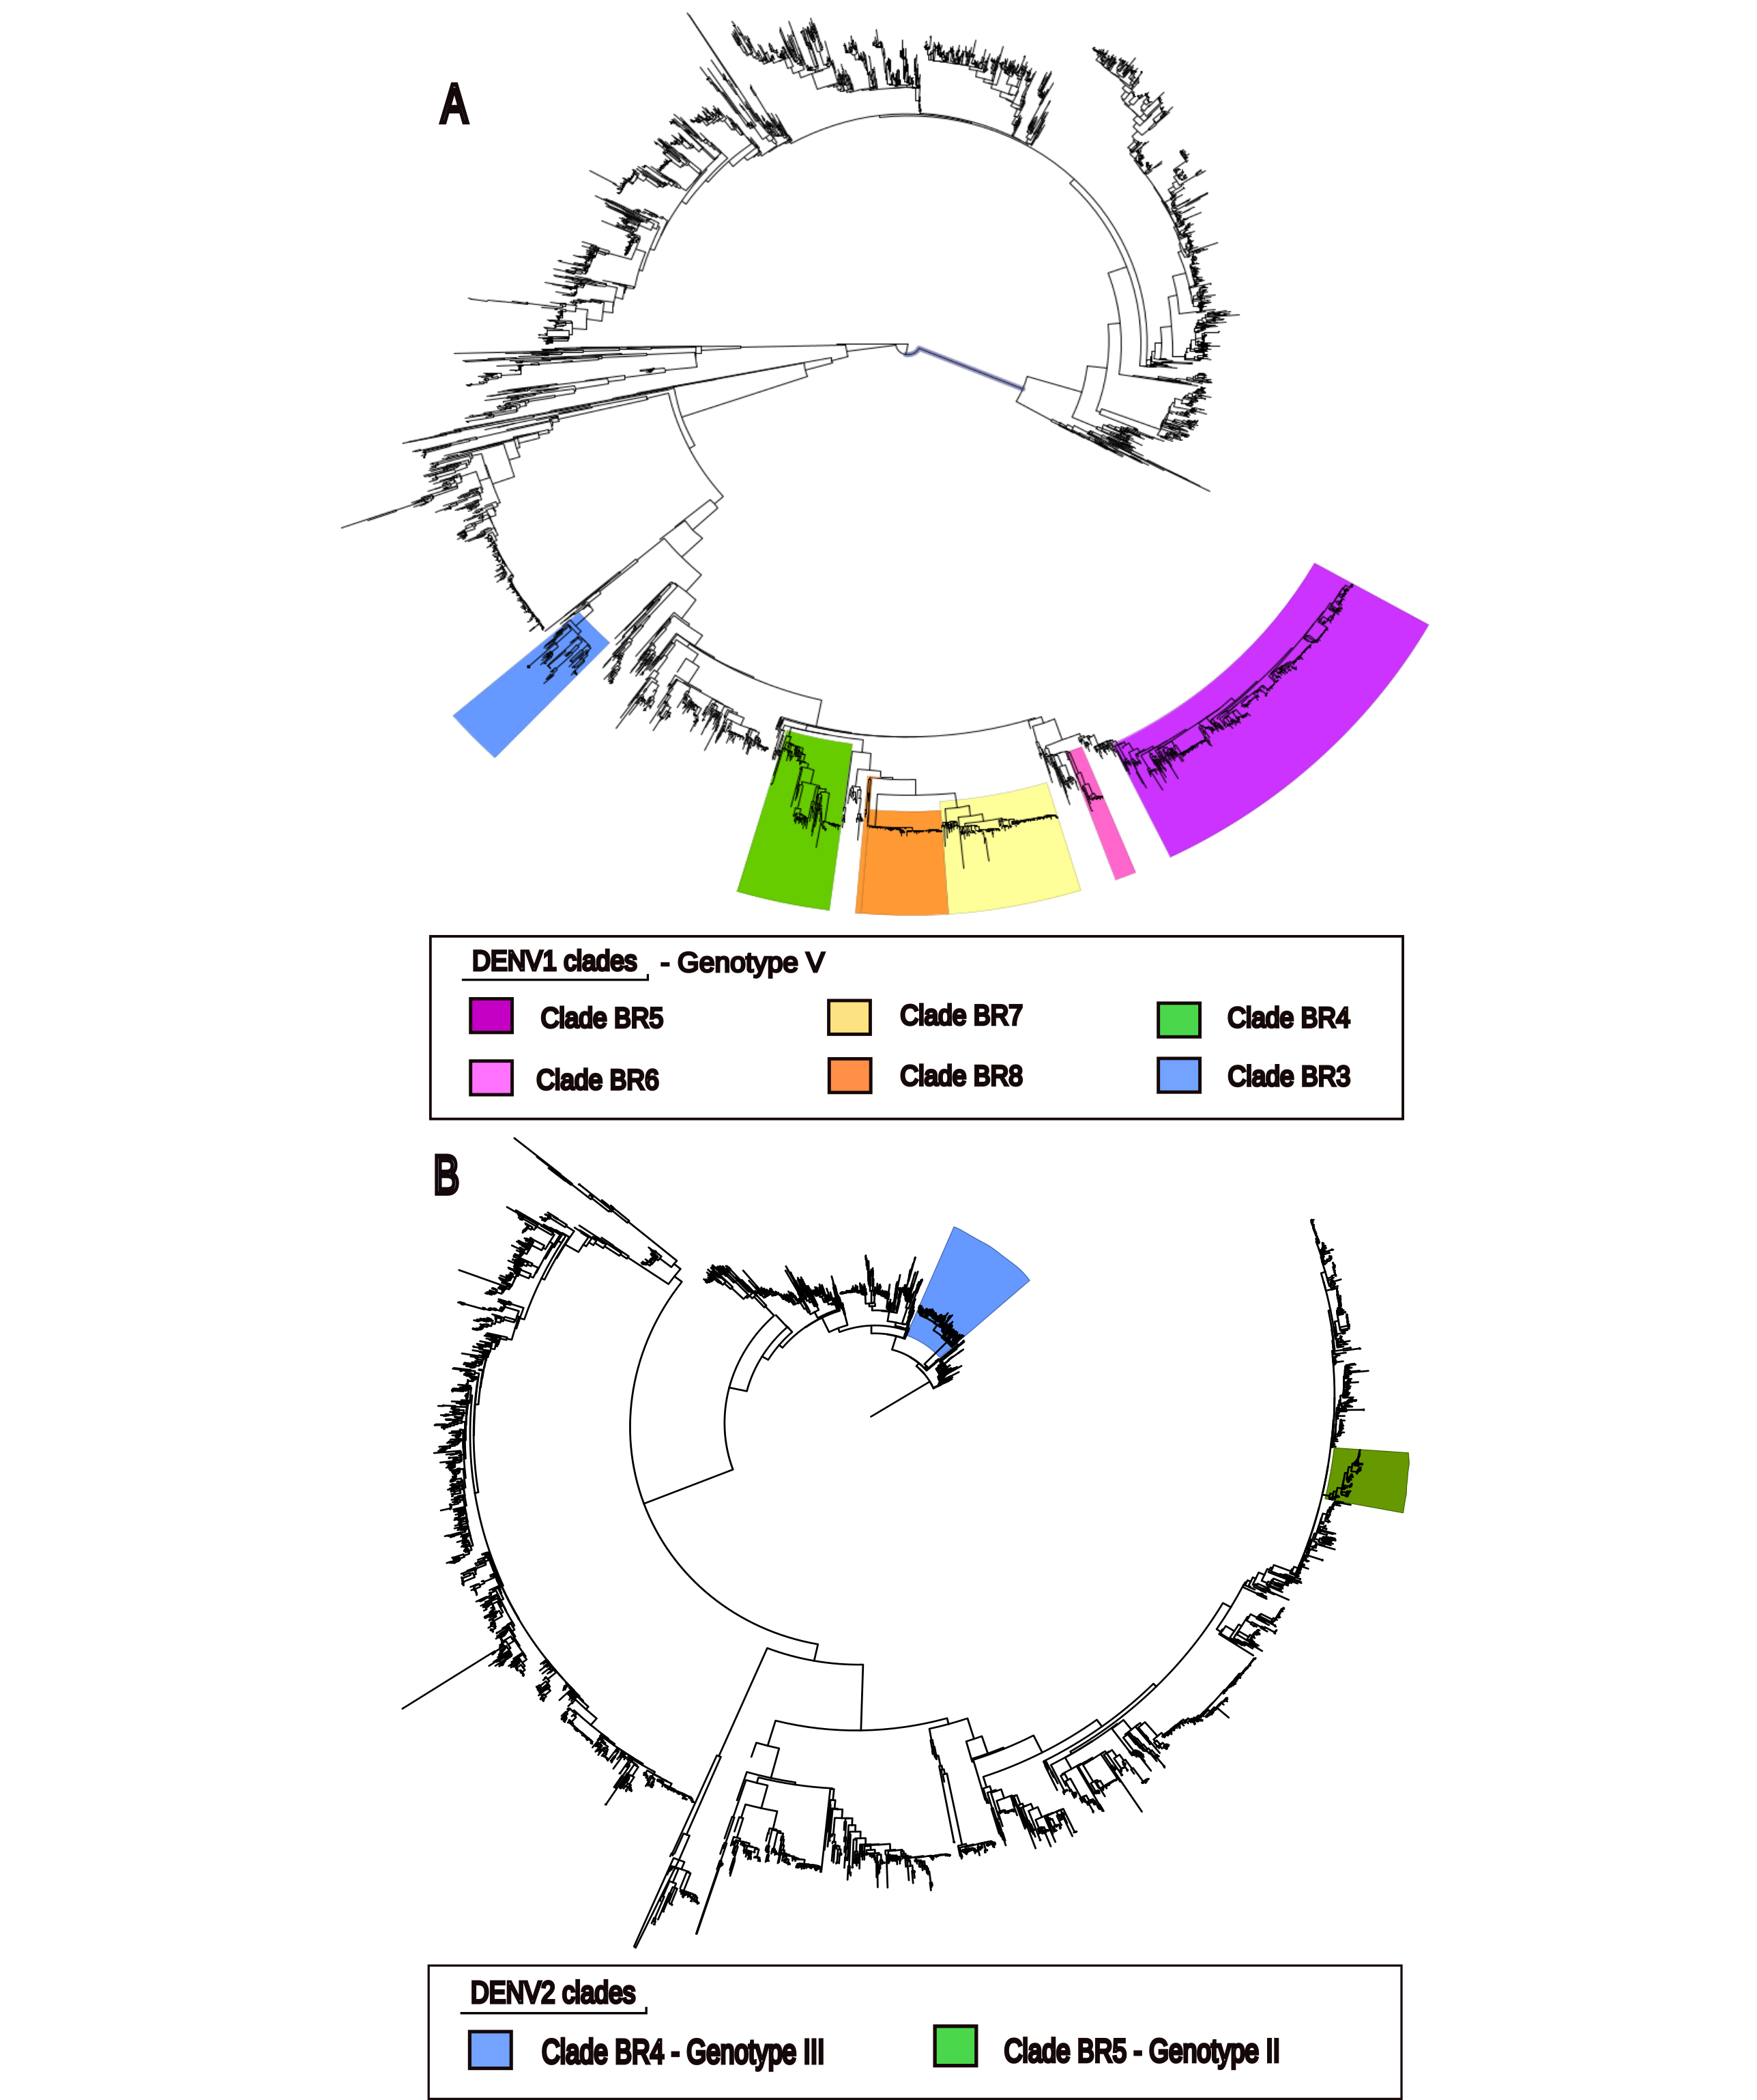 A
DENV1 clades - Genotype V
Clade BR5 Clade BR7 Clade BR4
Clade BR6 Clade BR8 Clade BR3
B
DENV2 clades
Clade BR4 - Genotype III Clade BR5 - Genotype II